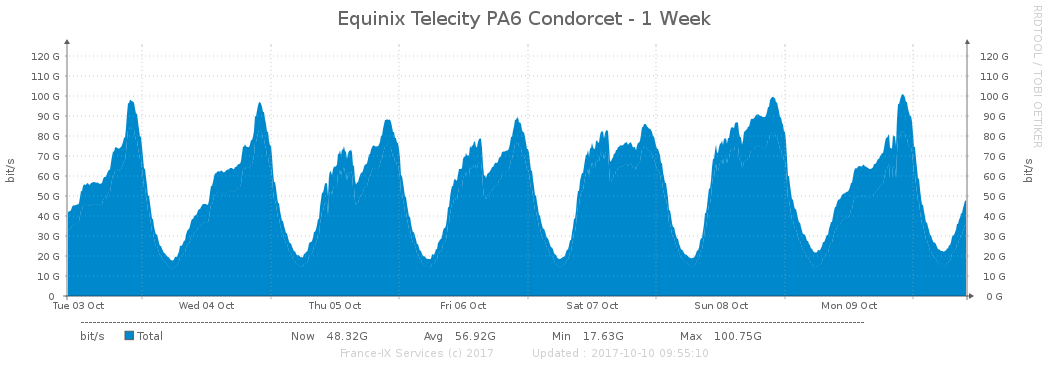 Equinix Telecity PA6 Condorcet - 1 Week
RRDTOOL / TOBI OETIKER
bit/s
120 G 120 G
110 G 110 G
100 G 100 G
90 G 90 G
80 G 80 G
70 G 70 G
60 G 60 G
50 G 50 G
40 G 40 G
30 G 30 G
20 G 20 G
10 G 10 G
0 0 G
bit/s
Tue 03 Oct Wed 04 Oct Thu 05 Oct Fri 06 Oct Sat 07 Oct Sun 08 Oct Mon 09 Oct
bit/s Total Now 48.32G Avg 56.92G Min 17.63G Max 100.75G
France-IX Services (c) 2017 Updated : 2017-10-10 09:55:10